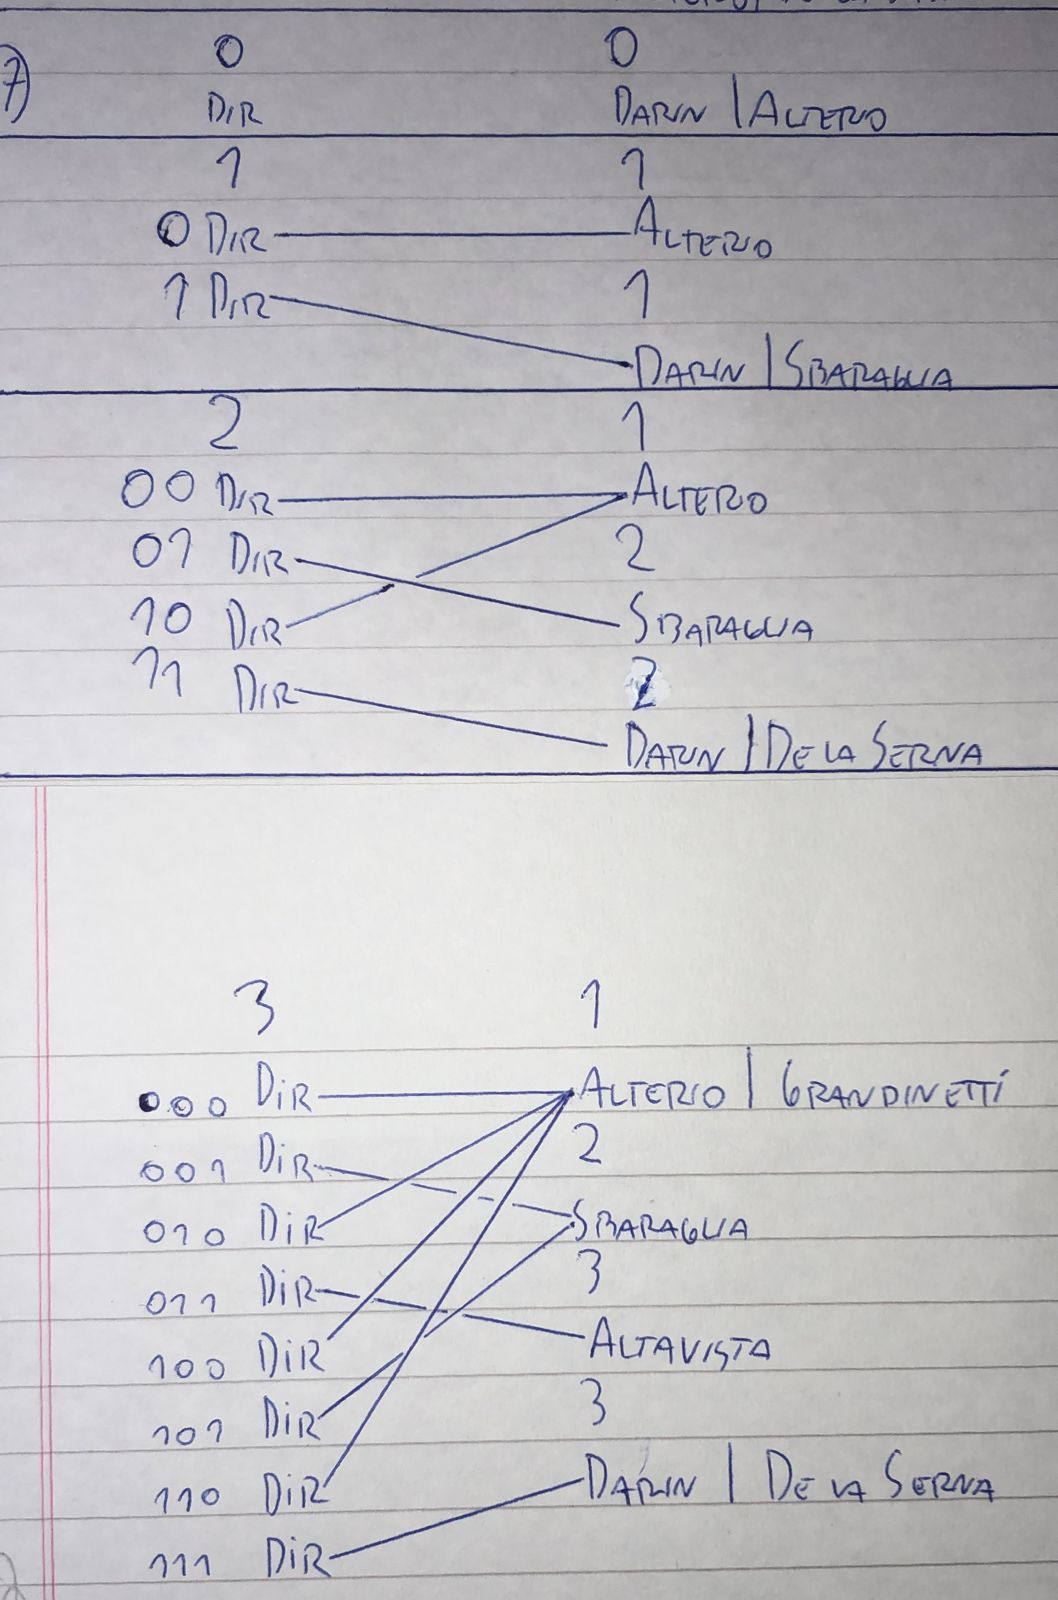 7) 0 0
DIR DARIN | ALTERIO
1 1
0 DIR ALTERIO
1 DIR 1
DARIN | SBARAGLIA
2 1
00 DIR ALTERIO
01 DIR 2
10 DIR SBARAGLIA
11 DIR 2
DARIN | DE LA SERNA
3 1
000 DIR ALTERIO | GRANDINETTI
001 DIR 2
010 DIR SBARAGLIA
011 DIR 3
100 DIR ALTAVISTA
101 DIR 3
110 DIR DARIN | DE LA SERNA
111 DIR